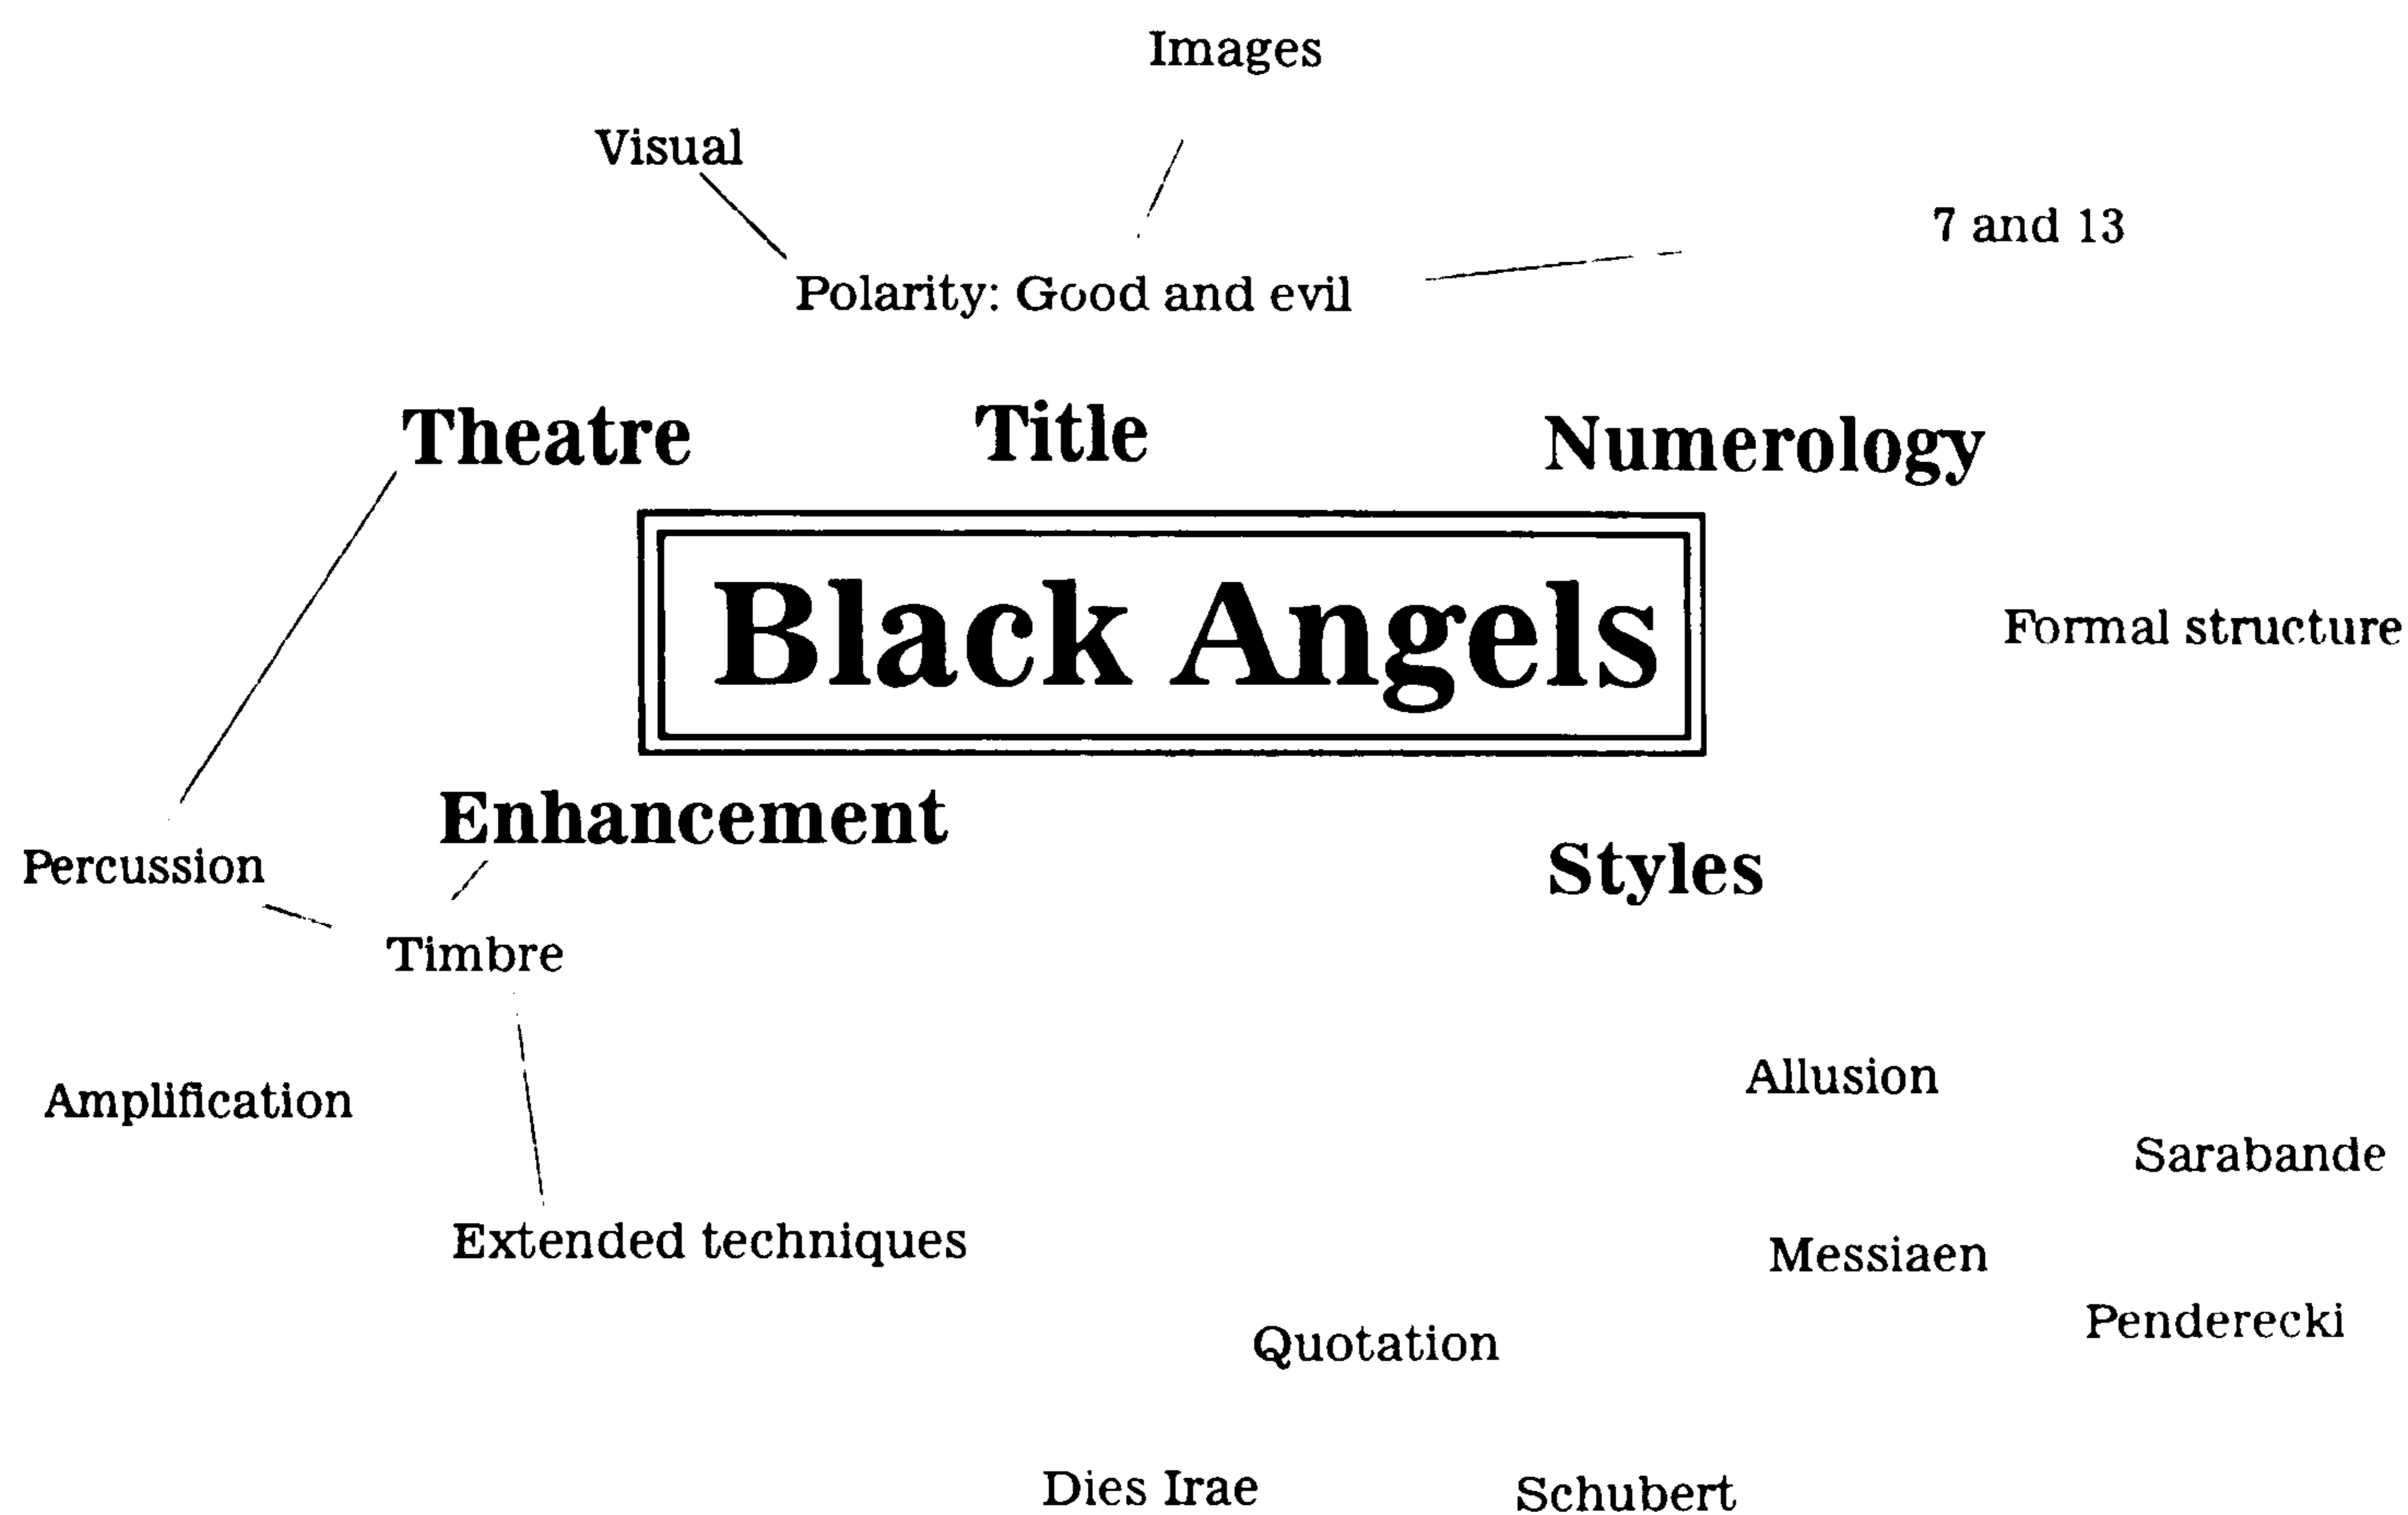 Images
Visual
7 and 13
Polarity: Good and evil
Theatre
Title
Numerology
Black Angels
Formal structure
Enhancement
Percussion
Styles
Timbre
Allusion
Amplification
Sarabande
Extended techniques
Messiaen
Penderecki
Quotation
Dies Irae
Schubert